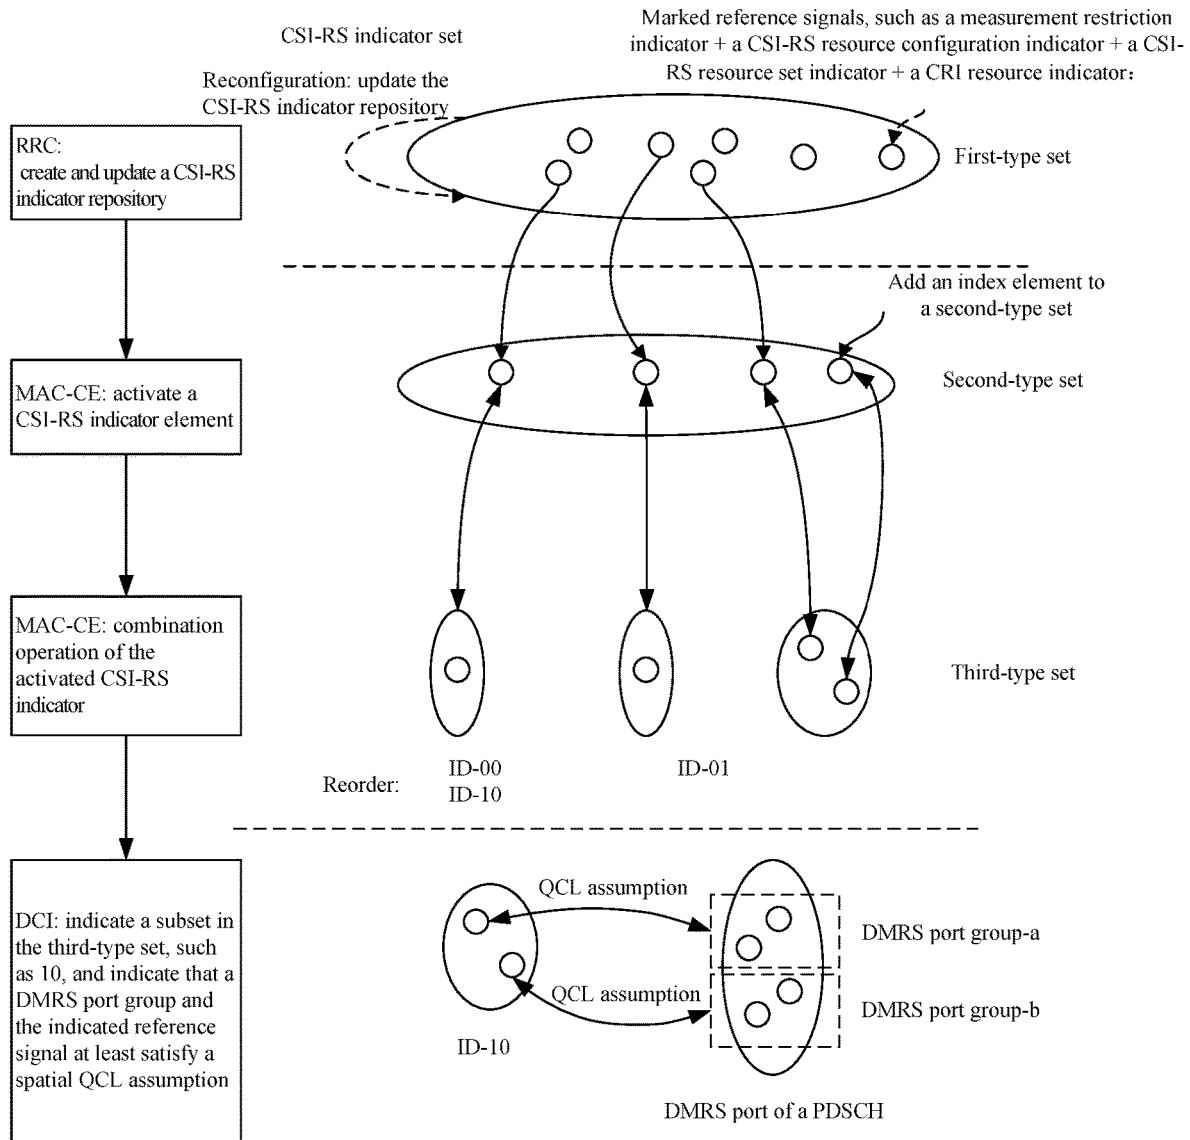 CSI-RS indicator set
Marked reference signals, such as a measurement restriction
indicator + a CSI-RS resource configuration indicator + a CSI-
RS resource set indicator + a CRI resource indicator:
Reconfiguration: update the
CSI-RS indicator repository
RRC:
create and update a CSI-RS
indicator repository
First-type set
Add an index element to
a second-type set
MAC-CE: activate a
CSI-RS indicator element
Second-type set
MAC-CE: combination
operation of the
activated CSI-RS
indicator
Third-type set
Reorder:
ID-00
ID-10
ID-01
DCI: indicate a subset in
the third-type set, such
as 10, and indicate that a
DMRS port group and
the indicated reference
signal at least satisfy a
spatial QCL assumption
QCL assumption
DMRS port group-a
QCL assumption
DMRS port group-b
ID-10
DMRS port of a PDSCH